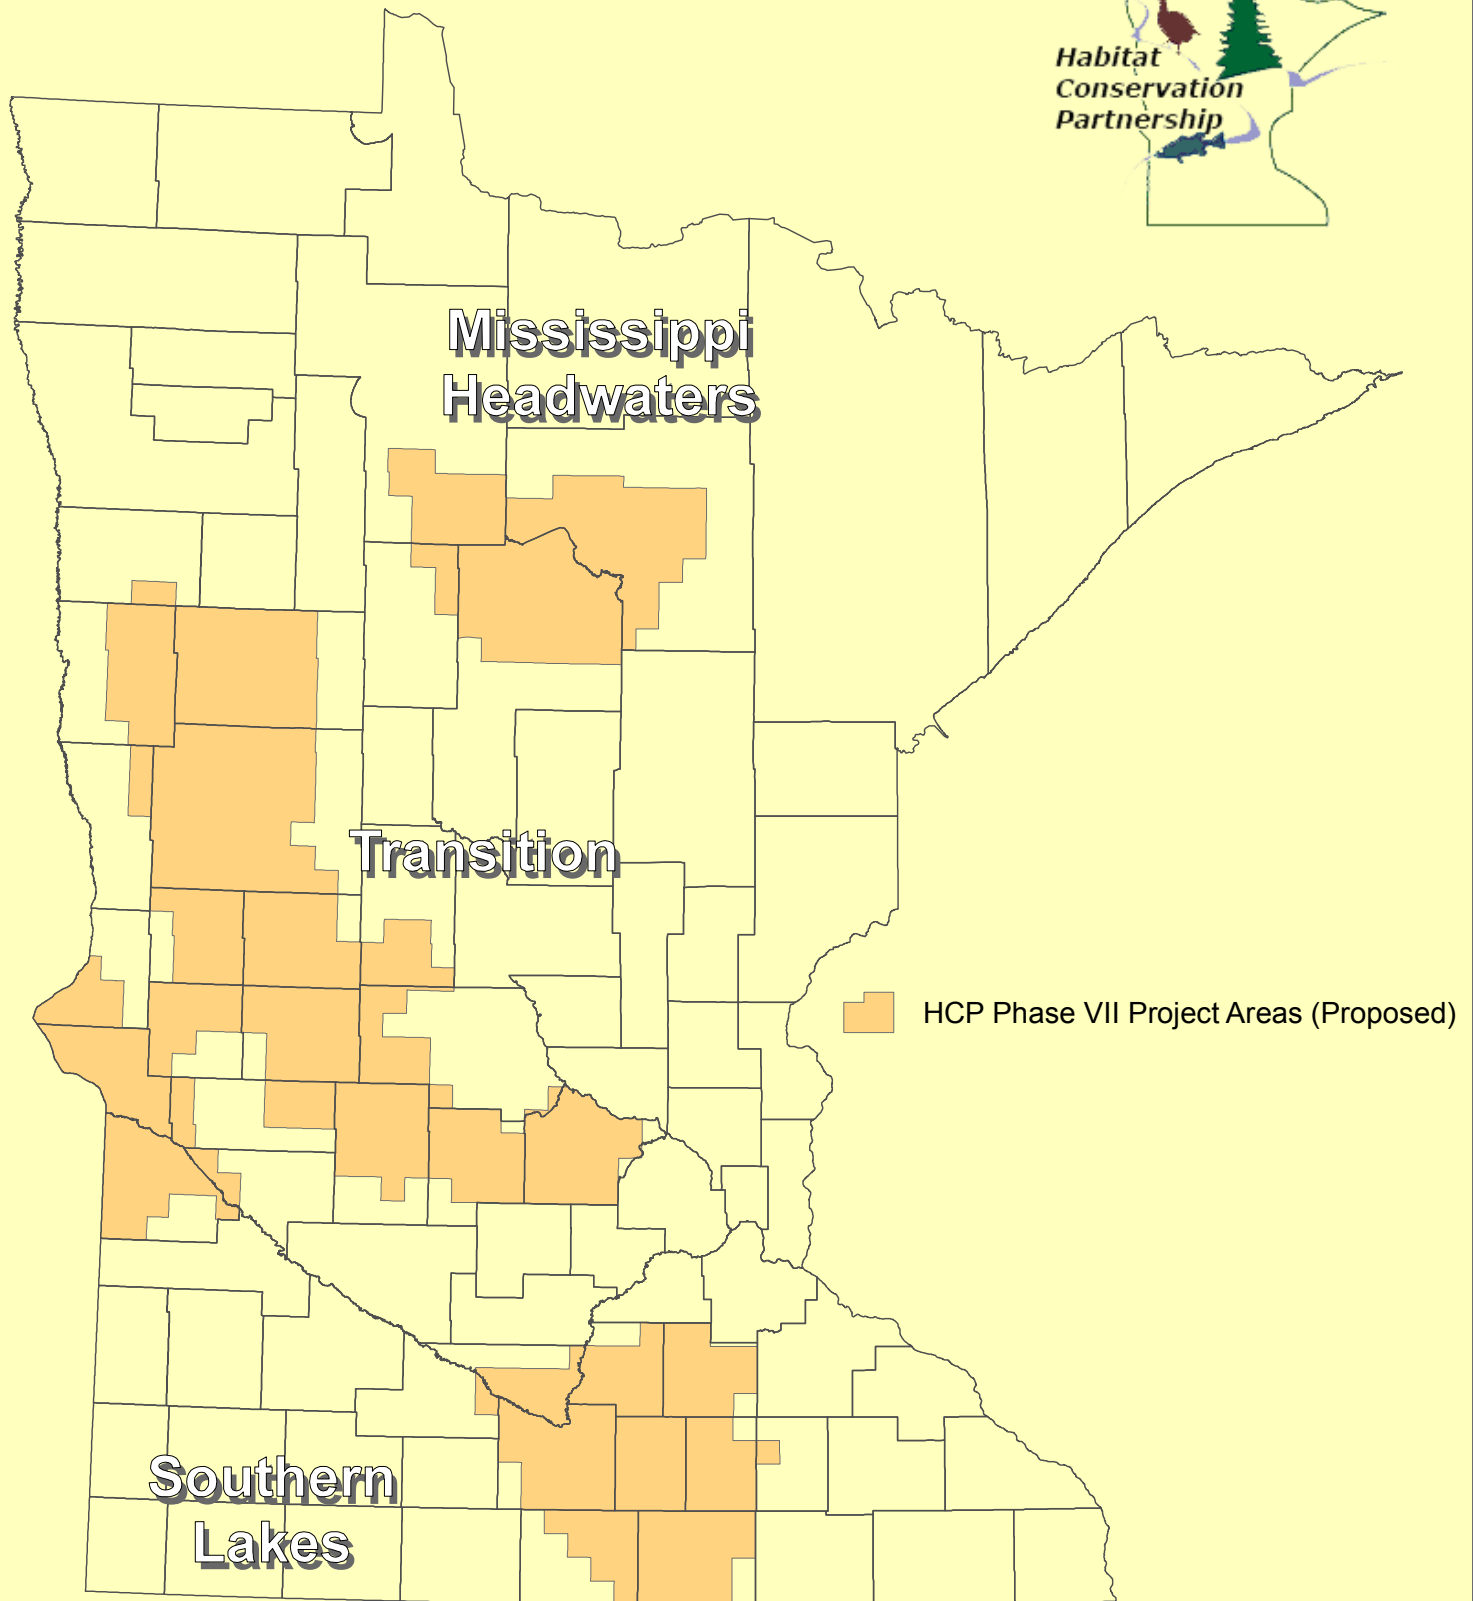 Habitat
Conservation
Partnership
Mississippi
Headwaters
Transition
HCP Phase VII Project Areas (Proposed)
Southern
Lakes